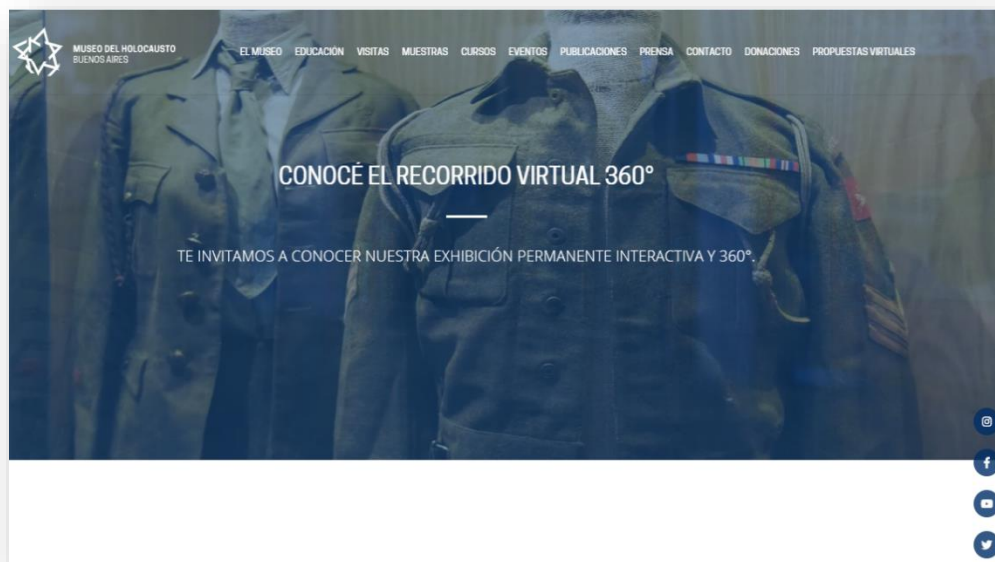 MUSEO DEL HOLOCAUSTO
BUENOS AIRES
EL MUSEO EDUCACIÓN VISITAS MUESTRAS CURSOS EVENTOS PUBLICACIONES PRENSA CONTACTO DONACIONES PROPUESTAS VIRTUALES
CONOCÉ EL RECORRIDO VIRTUAL 360°
TE INVITAMOS A CONOCER NUESTRA EXHIBICIÓN PERMANENTE INTERACTIVA Y 360°.